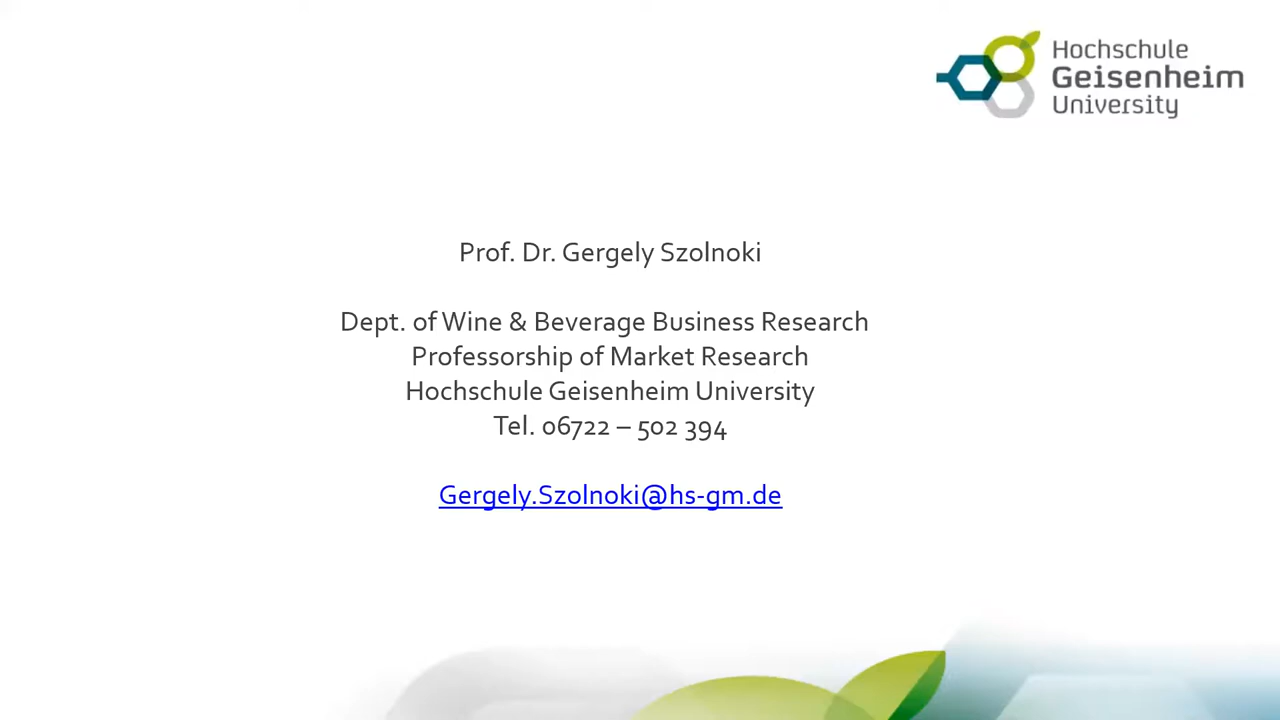 Hochschule
Geisenheim
University
Prof. Dr. Gergely Szolnoki
Dept. of Wine & Beverage Business Research
Professorship of Market Research
Hochschule Geisenheim University
Tel. 06722 – 502 394
Gergely.Szolnoki@hs-gm.de